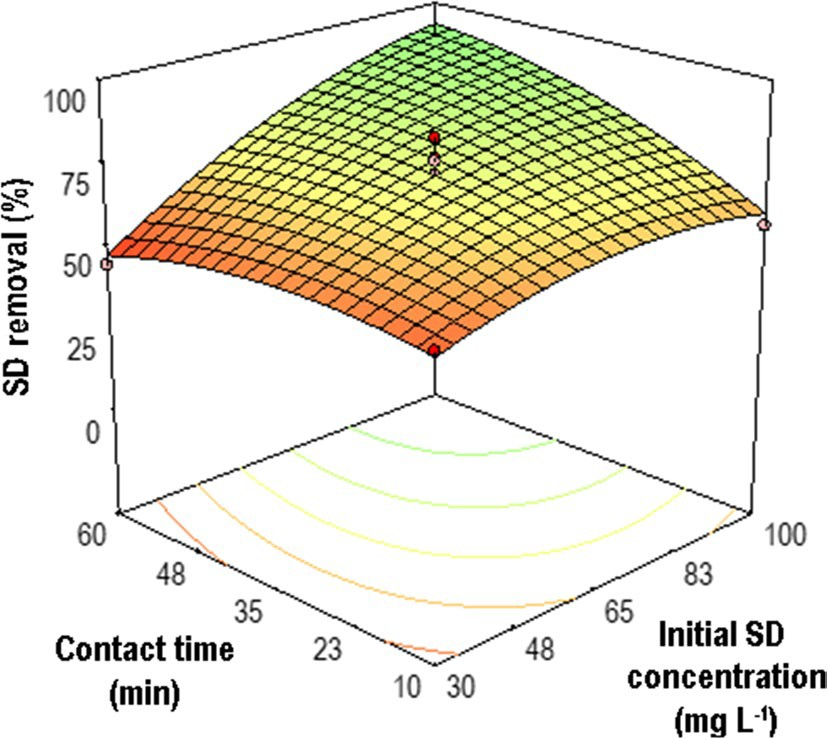 100
75
50
25
0
SD removal (%)
60
48
35
23
10
Contact time
(min)
30
48
65
83
100
Initial SD
concentration
(mg L-1)